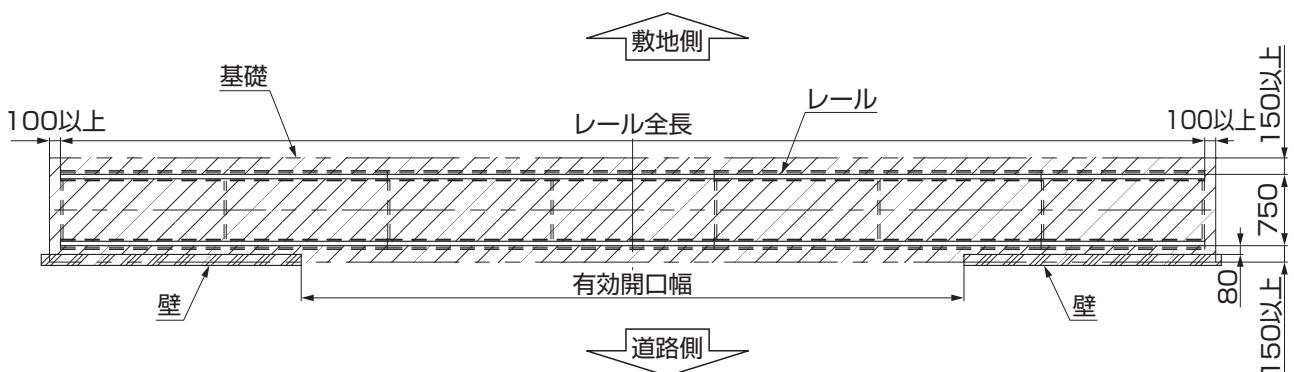 敷地側
基礎
レール
100以上
レール全長
100以上
150以上
750
80
150以上
有効開口幅
壁
壁
道路側